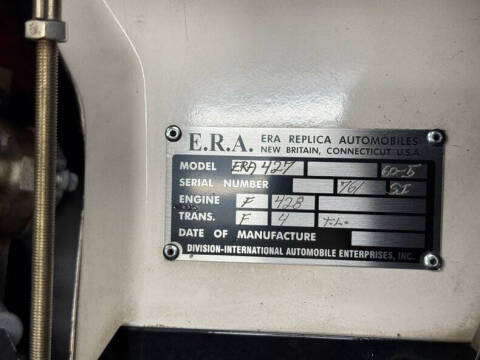 E.R.A. ERA REPLICA AUTOMOBILES
NEW BRITAIN, CONNECTICUT U.S.A.
MODEL ERA 427
SERIAL NUMBER 761
ENGINE F 428
TRANS. F 4 T.L.
DATE OF MANUFACTURE
DIVISION-INTERNATIONAL AUTOMOBILE ENTERPRISES, INC.